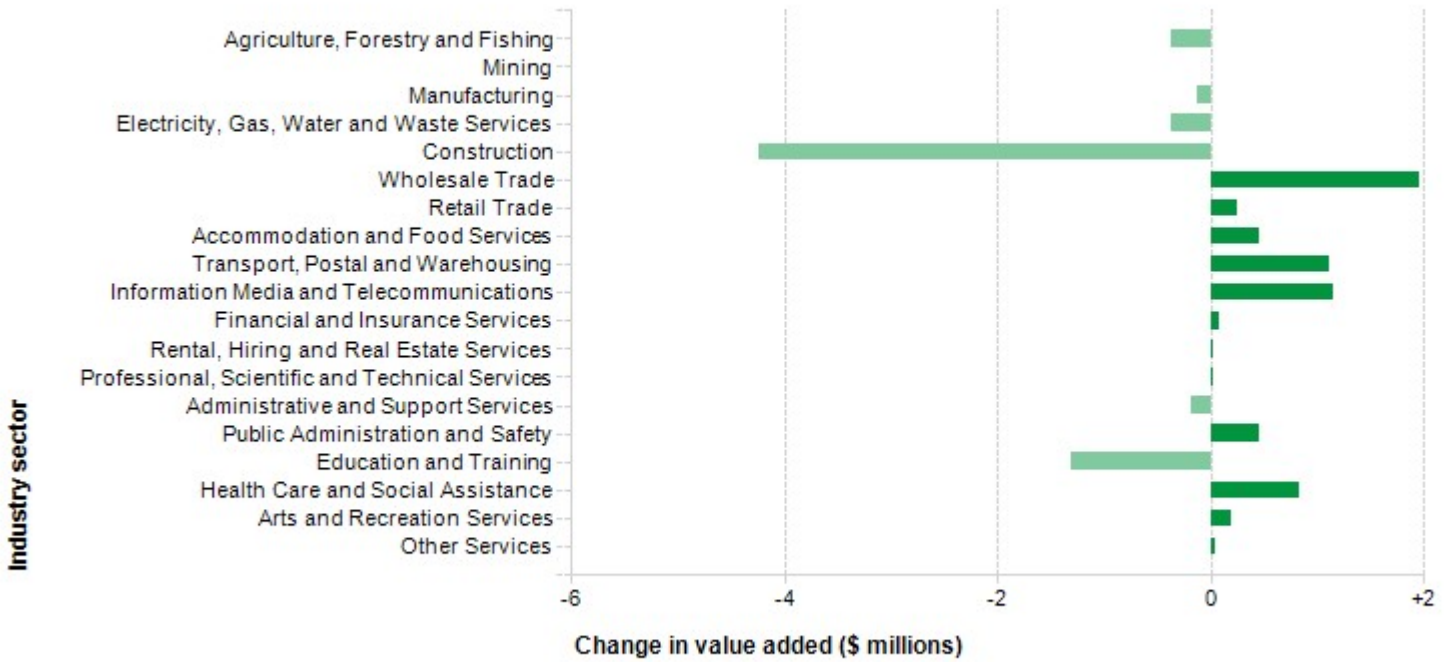 Agriculture, Forestry and Fishing
Mining
Manufacturing
Electricity, Gas, Water and Waste Services
Construction
Wholesale Trade
Retail Trade
Accommodation and Food Services
Transport, Postal and Warehousing
Information Media and Telecommunications
Financial and Insurance Services
Rental, Hiring and Real Estate Services
Professional, Scientific and Technical Services
Administrative and Support Services
Public Administration and Safety
Education and Training
Health Care and Social Assistance
Arts and Recreation Services
Other Services
Industry sector
-6 -4 -2 0 +2
Change in value added ($ millions)